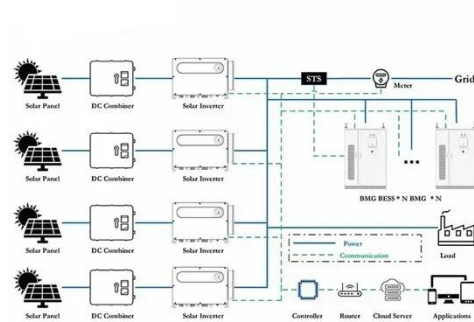 STS
Meter
Grid
Solar Panel DC Combiner Solar Inverter
Solar Panel DC Combiner Solar Inverter
BMG BESS * N BMG * N
Solar Panel DC Combiner Solar Inverter
Power
Communication
Load
Solar Panel DC Combiner Solar Inverter
Controller Router Cloud Server Applications